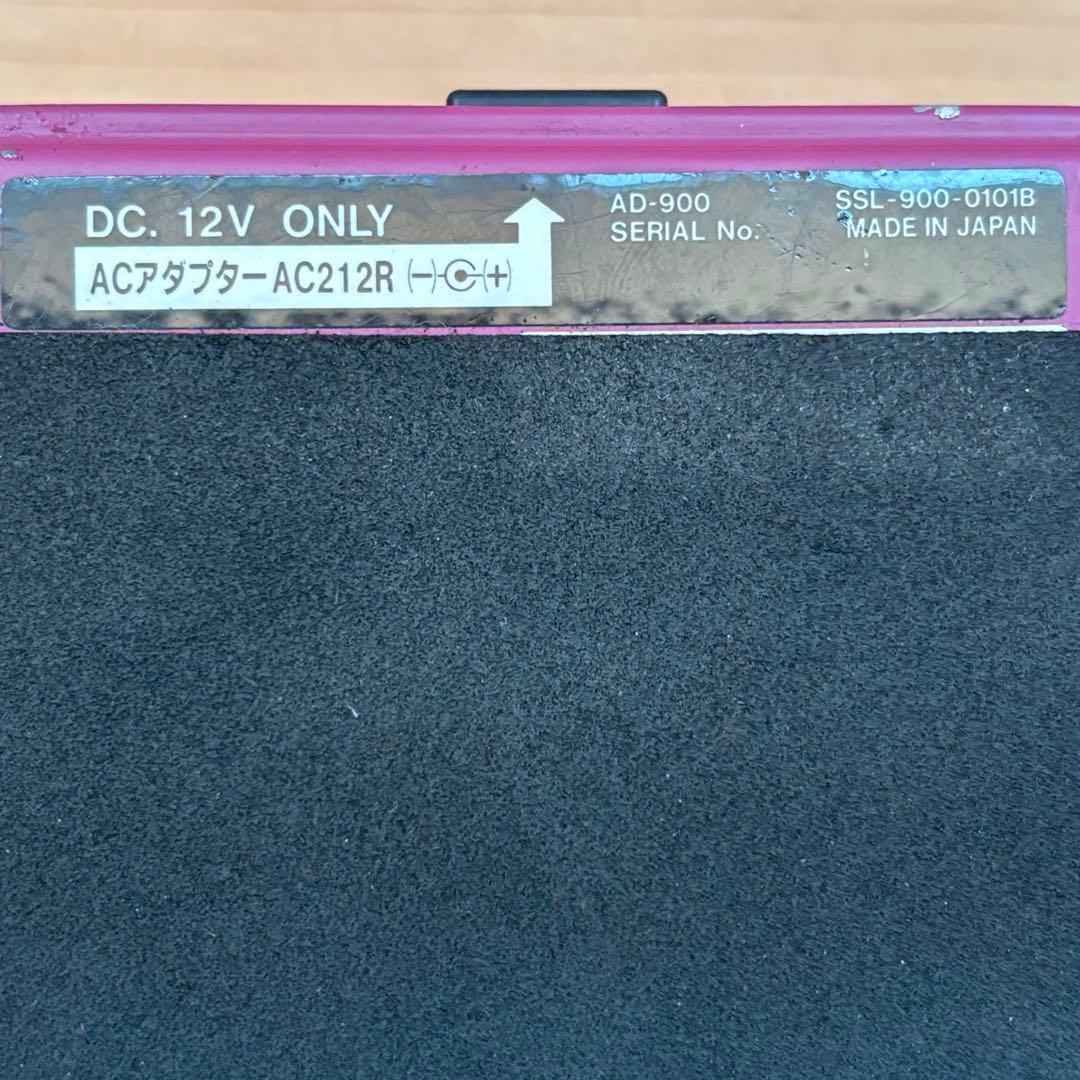 DC. 12V ONLY
ACアダプターAC212R (−) (+)
AD-900
SERIAL No.
SSL-900-0101B
MADE IN JAPAN